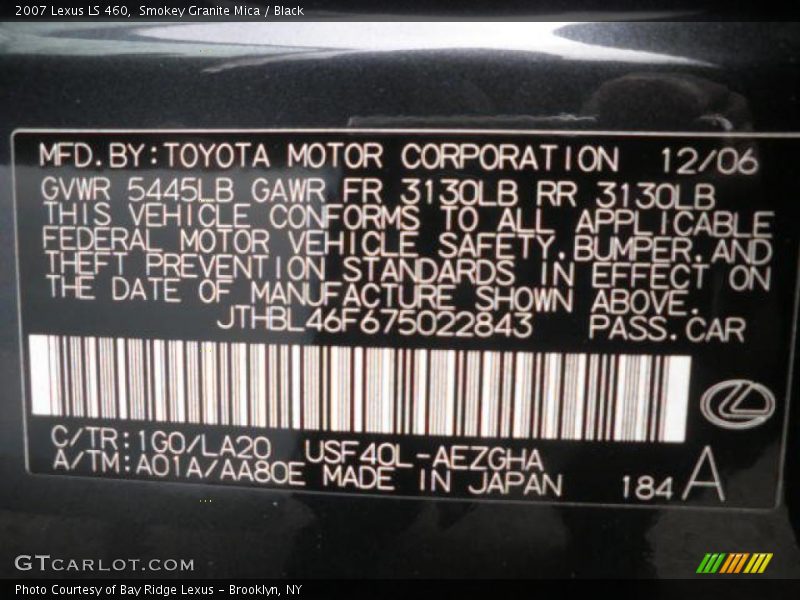 2007 Lexus LS 460, Smokey Granite Mica / Black
MFD.BY:TOYOTA MOTOR CORPORATION 12/06
GVWR 5445LB GAWR FR 3130LB RR 3130LB
THIS VEHICLE CONFORMS TO ALL APPLICABLE
FEDERAL MOTOR VEHICLE SAFETY,BUMPER,AND
THEFT PREVENTION STANDARDS IN EFFECT ON
THE DATE OF MANUFACTURE SHOWN ABOVE.
JTHBL46F675022843 PASS.CAR
C/TR:1G0/LA20 USF40L-AEZGHA
A/TM:A01A/AA80E MADE IN JAPAN 184 A
GTCARLOT.COM
Photo Courtesy of Bay Ridge Lexus - Brooklyn, NY